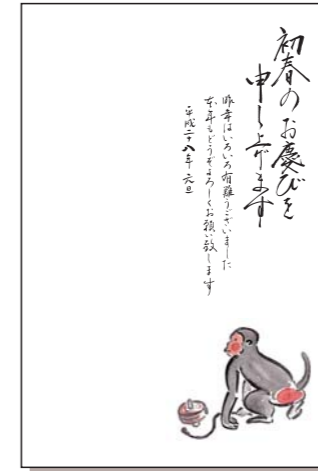 初春のお慶びを
申し上げます
昨年はいろいろ有難うございました
本年もどうぞよろしくお願い致します
平成二十八年 元旦